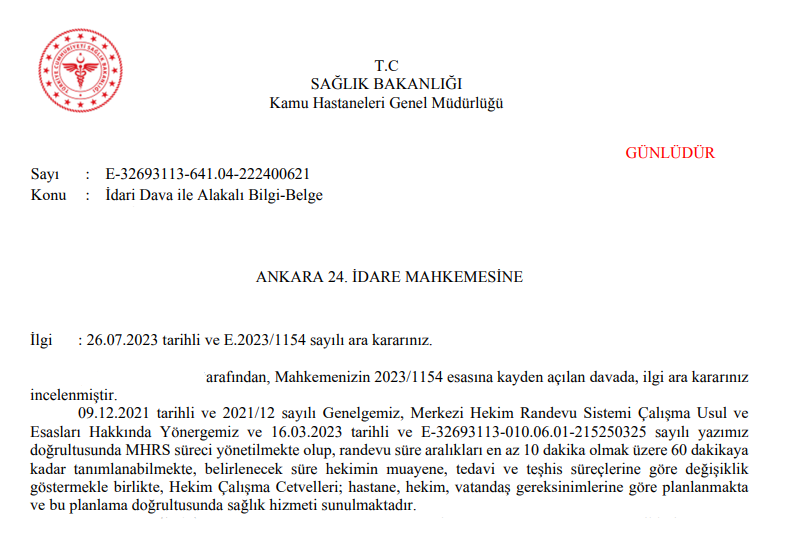 T.C
SAĞLIK BAKANLIĞI
Kamu Hastaneleri Genel Müdürlüğü
GÜNLÜDÜR
Sayı : E-32693113-641.04-222400621
Konu : İdari Dava ile Alakalı Bilgi-Belge
ANKARA 24. İDARE MAHKEMESİNE
İlgi : 26.07.2023 tarihli ve E.2023/1154 sayılı ara kararınız.
arafından, Mahkemenizin 2023/1154 esasına kayden açılan davada, ilgi ara kararınız
incelenmiştir.
09.12.2021 tarihli ve 2021/12 sayılı Genelgemiz, Merkezi Hekim Randevu Sistemi Çalışma Usul ve
Esasları Hakkında Yönergemiz ve 16.03.2023 tarihli ve E-32693113-010.06.01-215250325 sayılı yazımız
doğrultusunda MHRS süreci yönetilmekte olup, randevu süre aralıkları en az 10 dakika olmak üzere 60 dakikaya
kadar tanımlanabilmekte, belirlenecek süre hekimin muayene, tedavi ve teşhis süreçlerine göre değişiklik
göstermekle birlikte, Hekim Çalışma Cetvelleri; hastane, hekim, vatandaş gereksinimlerine göre planlanmakta
ve bu planlama doğrultusunda sağlık hizmeti sunulmaktadır.